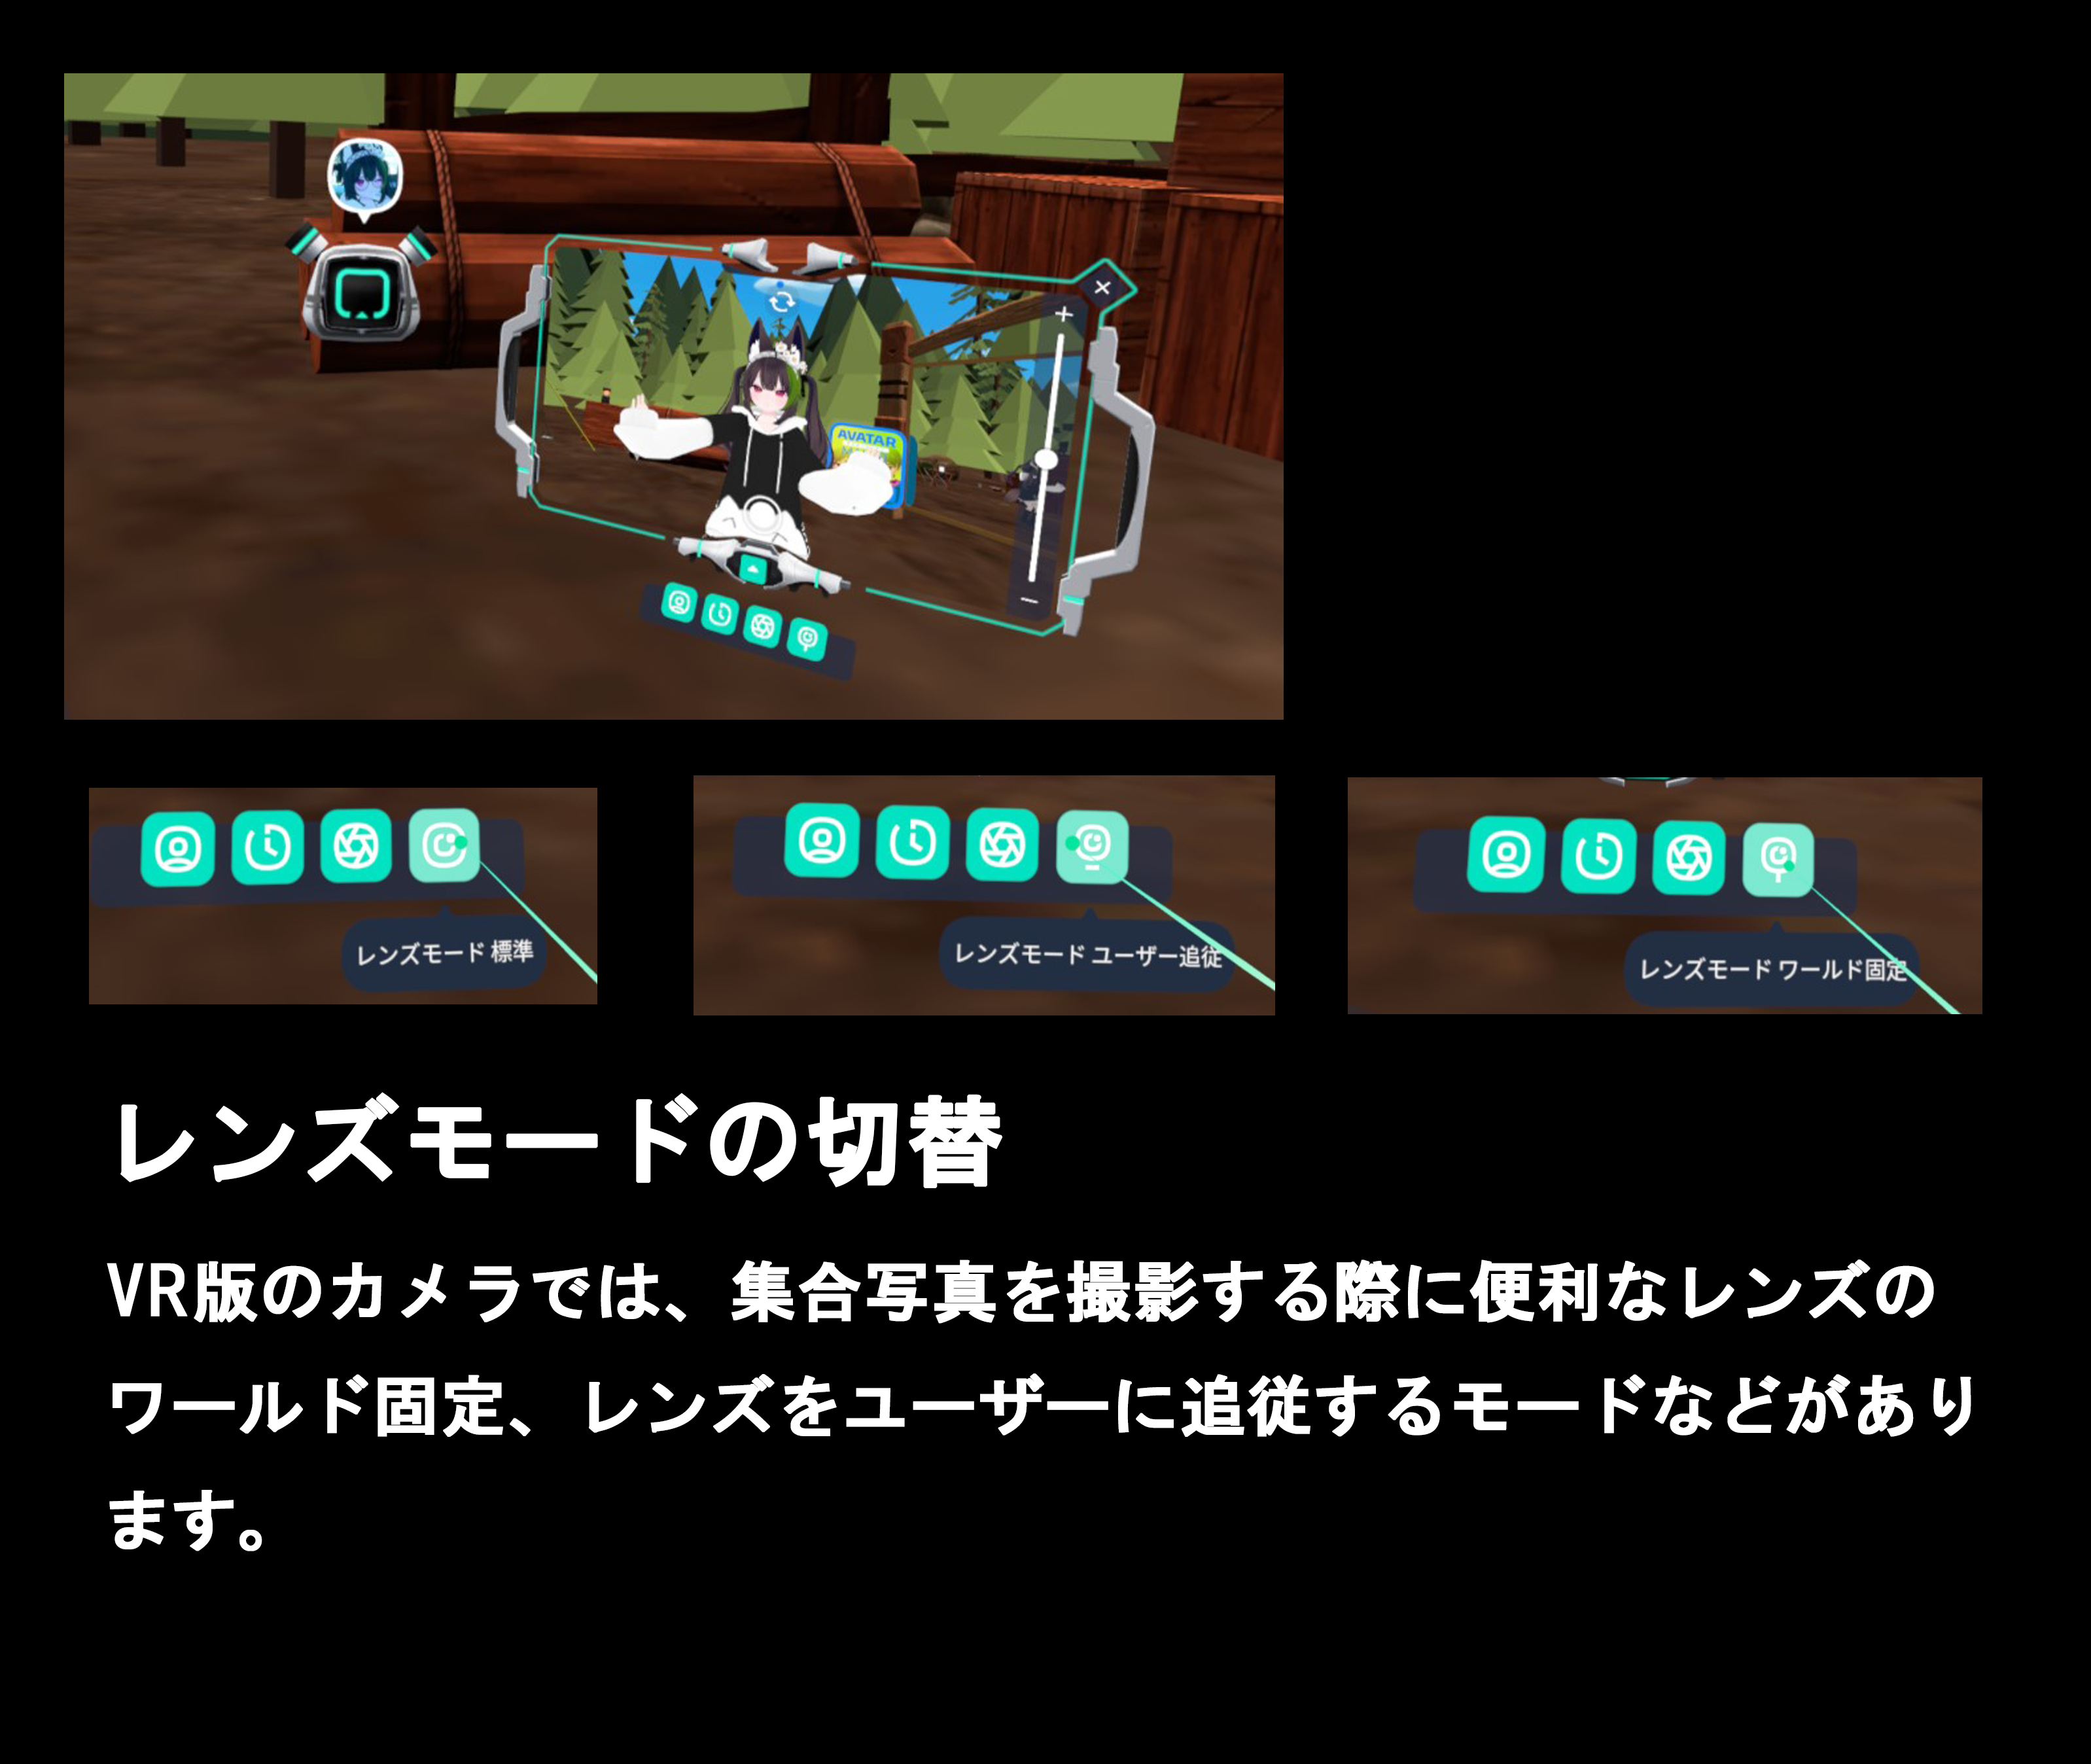 AVATAR
レンズモード 標準
レンズモード ユーザー追従
レンズモード ワールド固定
レンズモードの切替
VR版のカメラでは、集合写真を撮影する際に便利なレンズの
ワールド固定、レンズをユーザーに追従するモードなどがあり
ます。